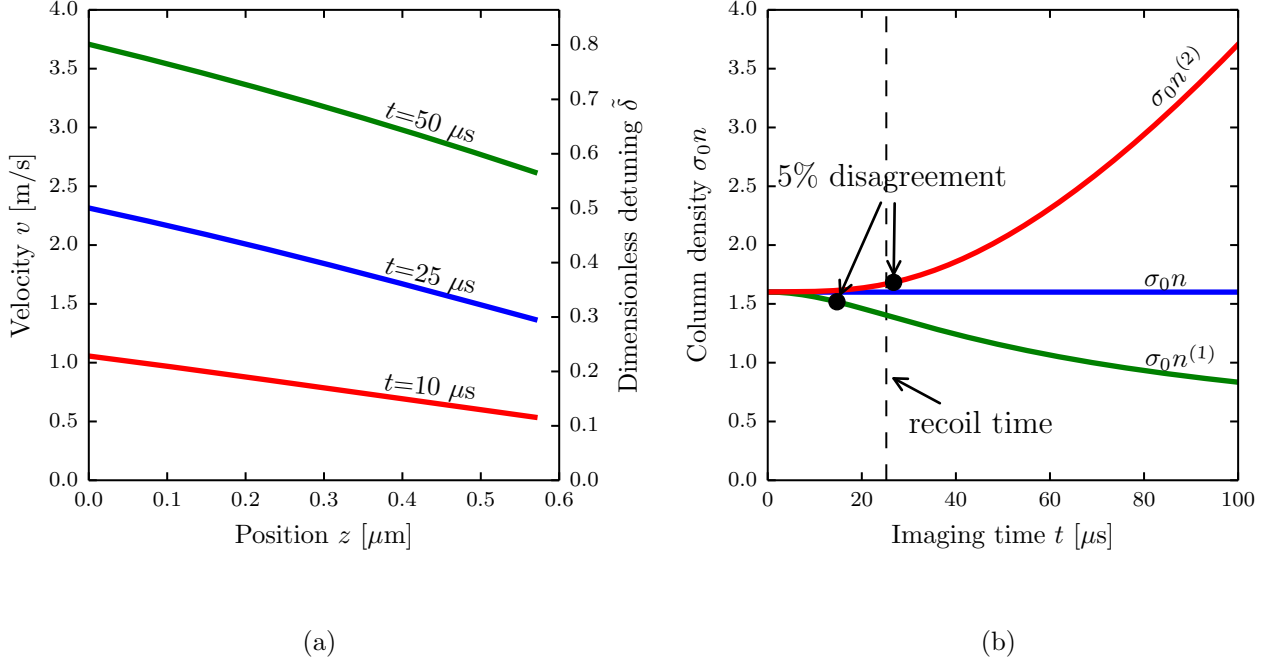 4.0
3.5
3.0
2.5
2.0
1.5
1.0
0.5
0.0
Velocity v [m/s]
0.0 0.1 0.2 0.3 0.4 0.5 0.6
Position z [μm]
0.8
0.7
0.6
0.5
0.4
0.3
0.2
0.1
0.0
Dimensionless detuning δ̃
t=50 μs
t=25 μs
t=10 μs
(a)
4.0
3.5
3.0
2.5
2.0
1.5
1.0
0.5
0.0
Column density σ₀n
0 20 40 60 80 100
Imaging time t [μs]
σ₀n⁽²⁾
5% disagreement
σ₀n
σ₀n⁽¹⁾
recoil time
(b)